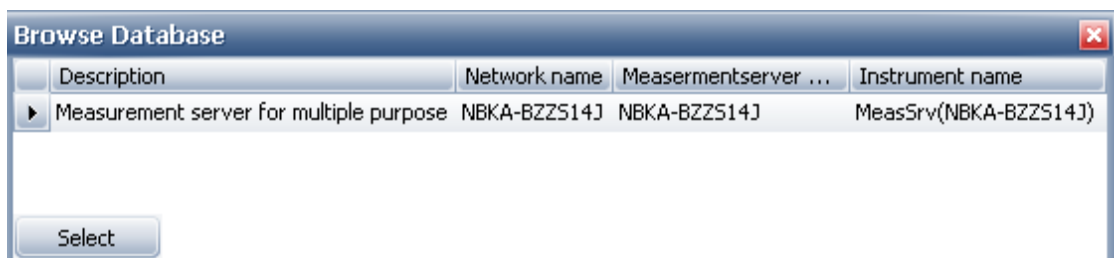 Browse Database
Description Network name Measermentserver ... Instrument name
Measurement server for multiple purpose NBKA-BZZS14J NBKA-BZZS14J MeasSrv(NBKA-BZZS14J)
Select